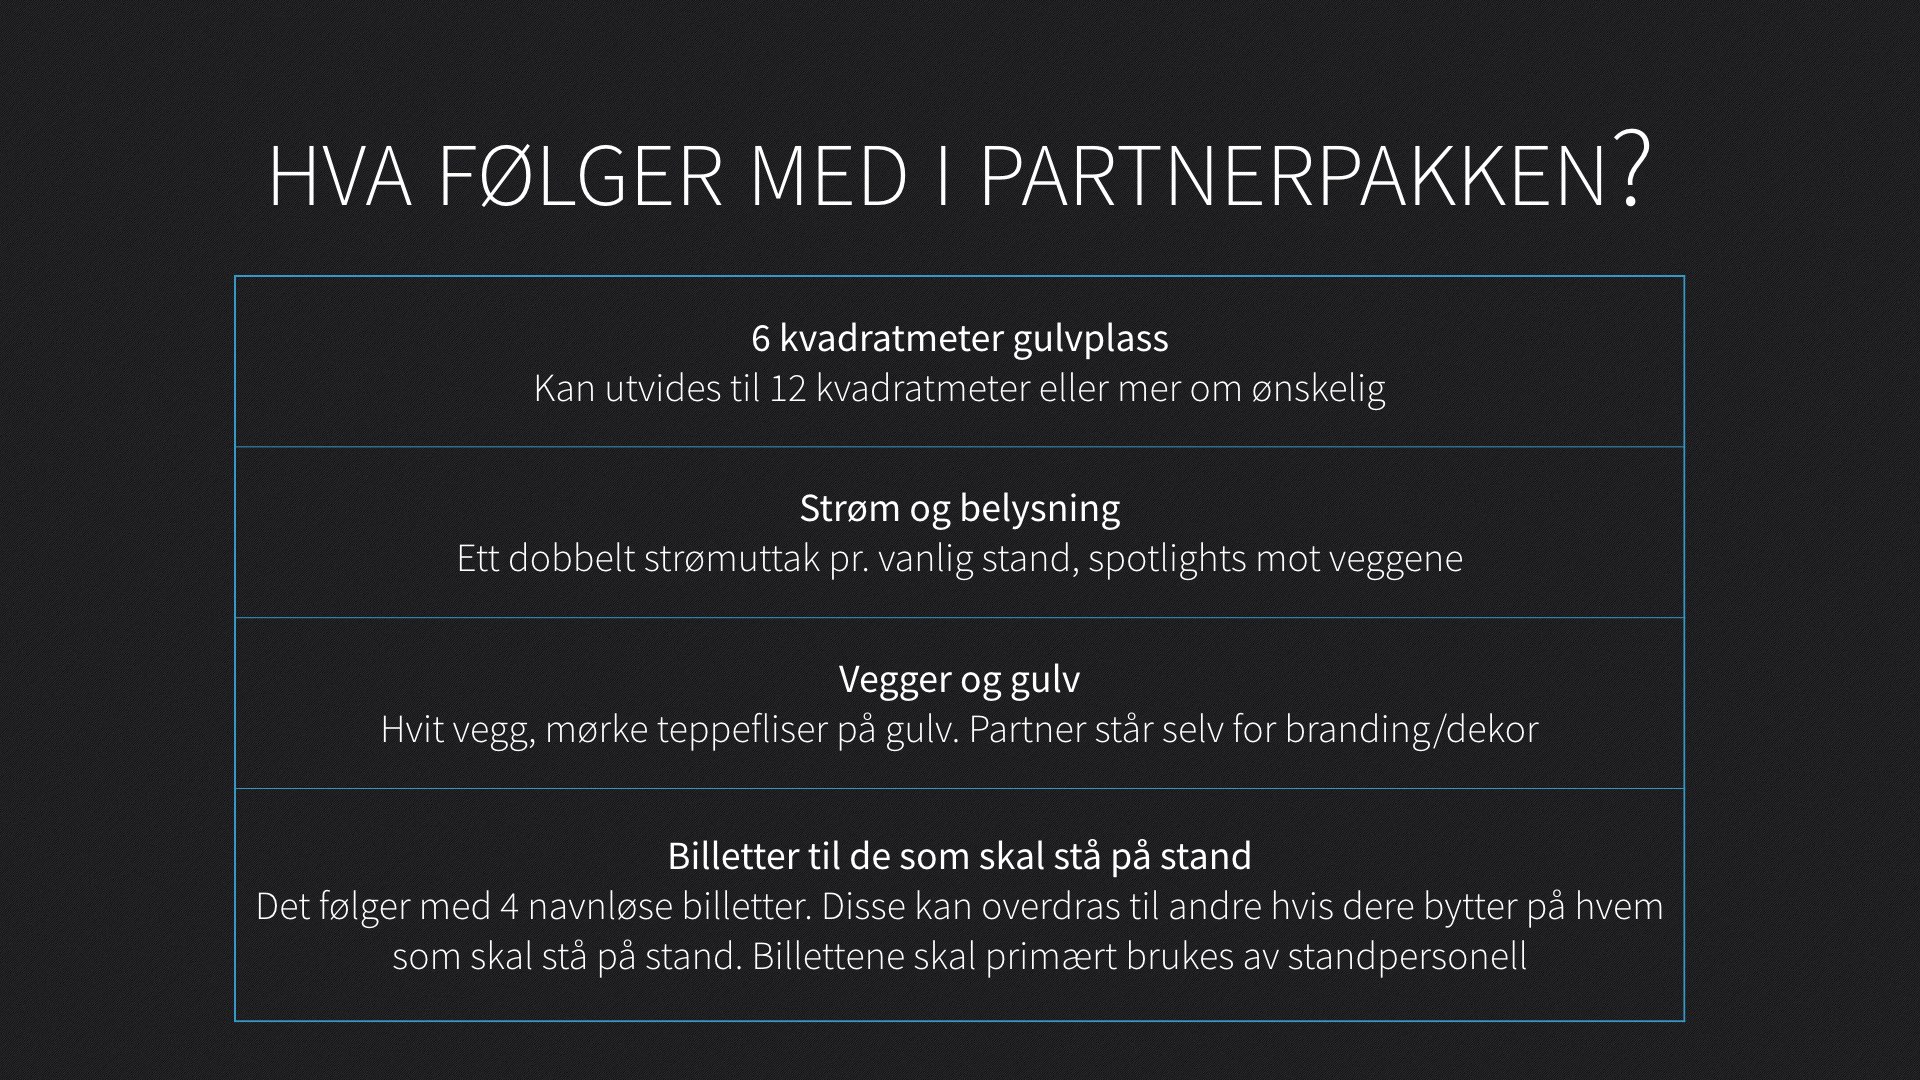 HVA FØLGER MED I PARTNERPAKKEN?
6 kvadratmeter gulvplass
Kan utvides til 12 kvadratmeter eller mer om ønskelig
Strøm og belysning
Ett dobbelt strømuttak pr. vanlig stand, spotlights mot veggene
Vegger og gulv
Hvit vegg, mørke teppefliser på gulv. Partner står selv for branding/dekor
Billetter til de som skal stå på stand
Det følger med 4 navnløse billetter. Disse kan overdras til andre hvis dere bytter på hvem
som skal stå på stand. Billettene skal primært brukes av standpersonell